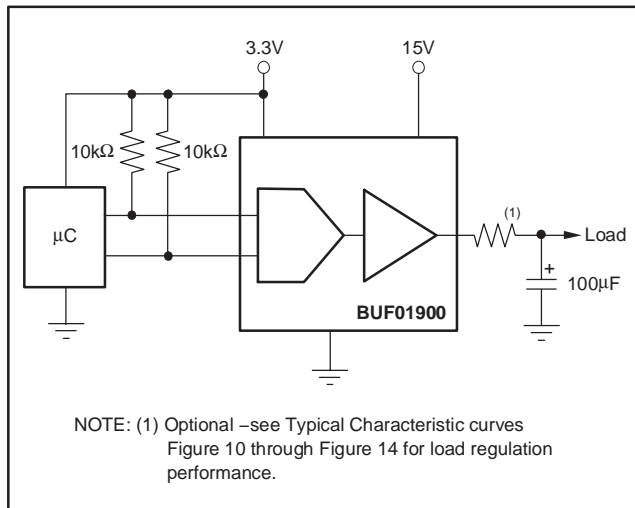 3.3V
15V
10kΩ
10kΩ
μC
(1)
Load
+
100μF
BUF01900
NOTE: (1) Optional –see Typical Characteristic curves
Figure 10 through Figure 14 for load regulation
performance.